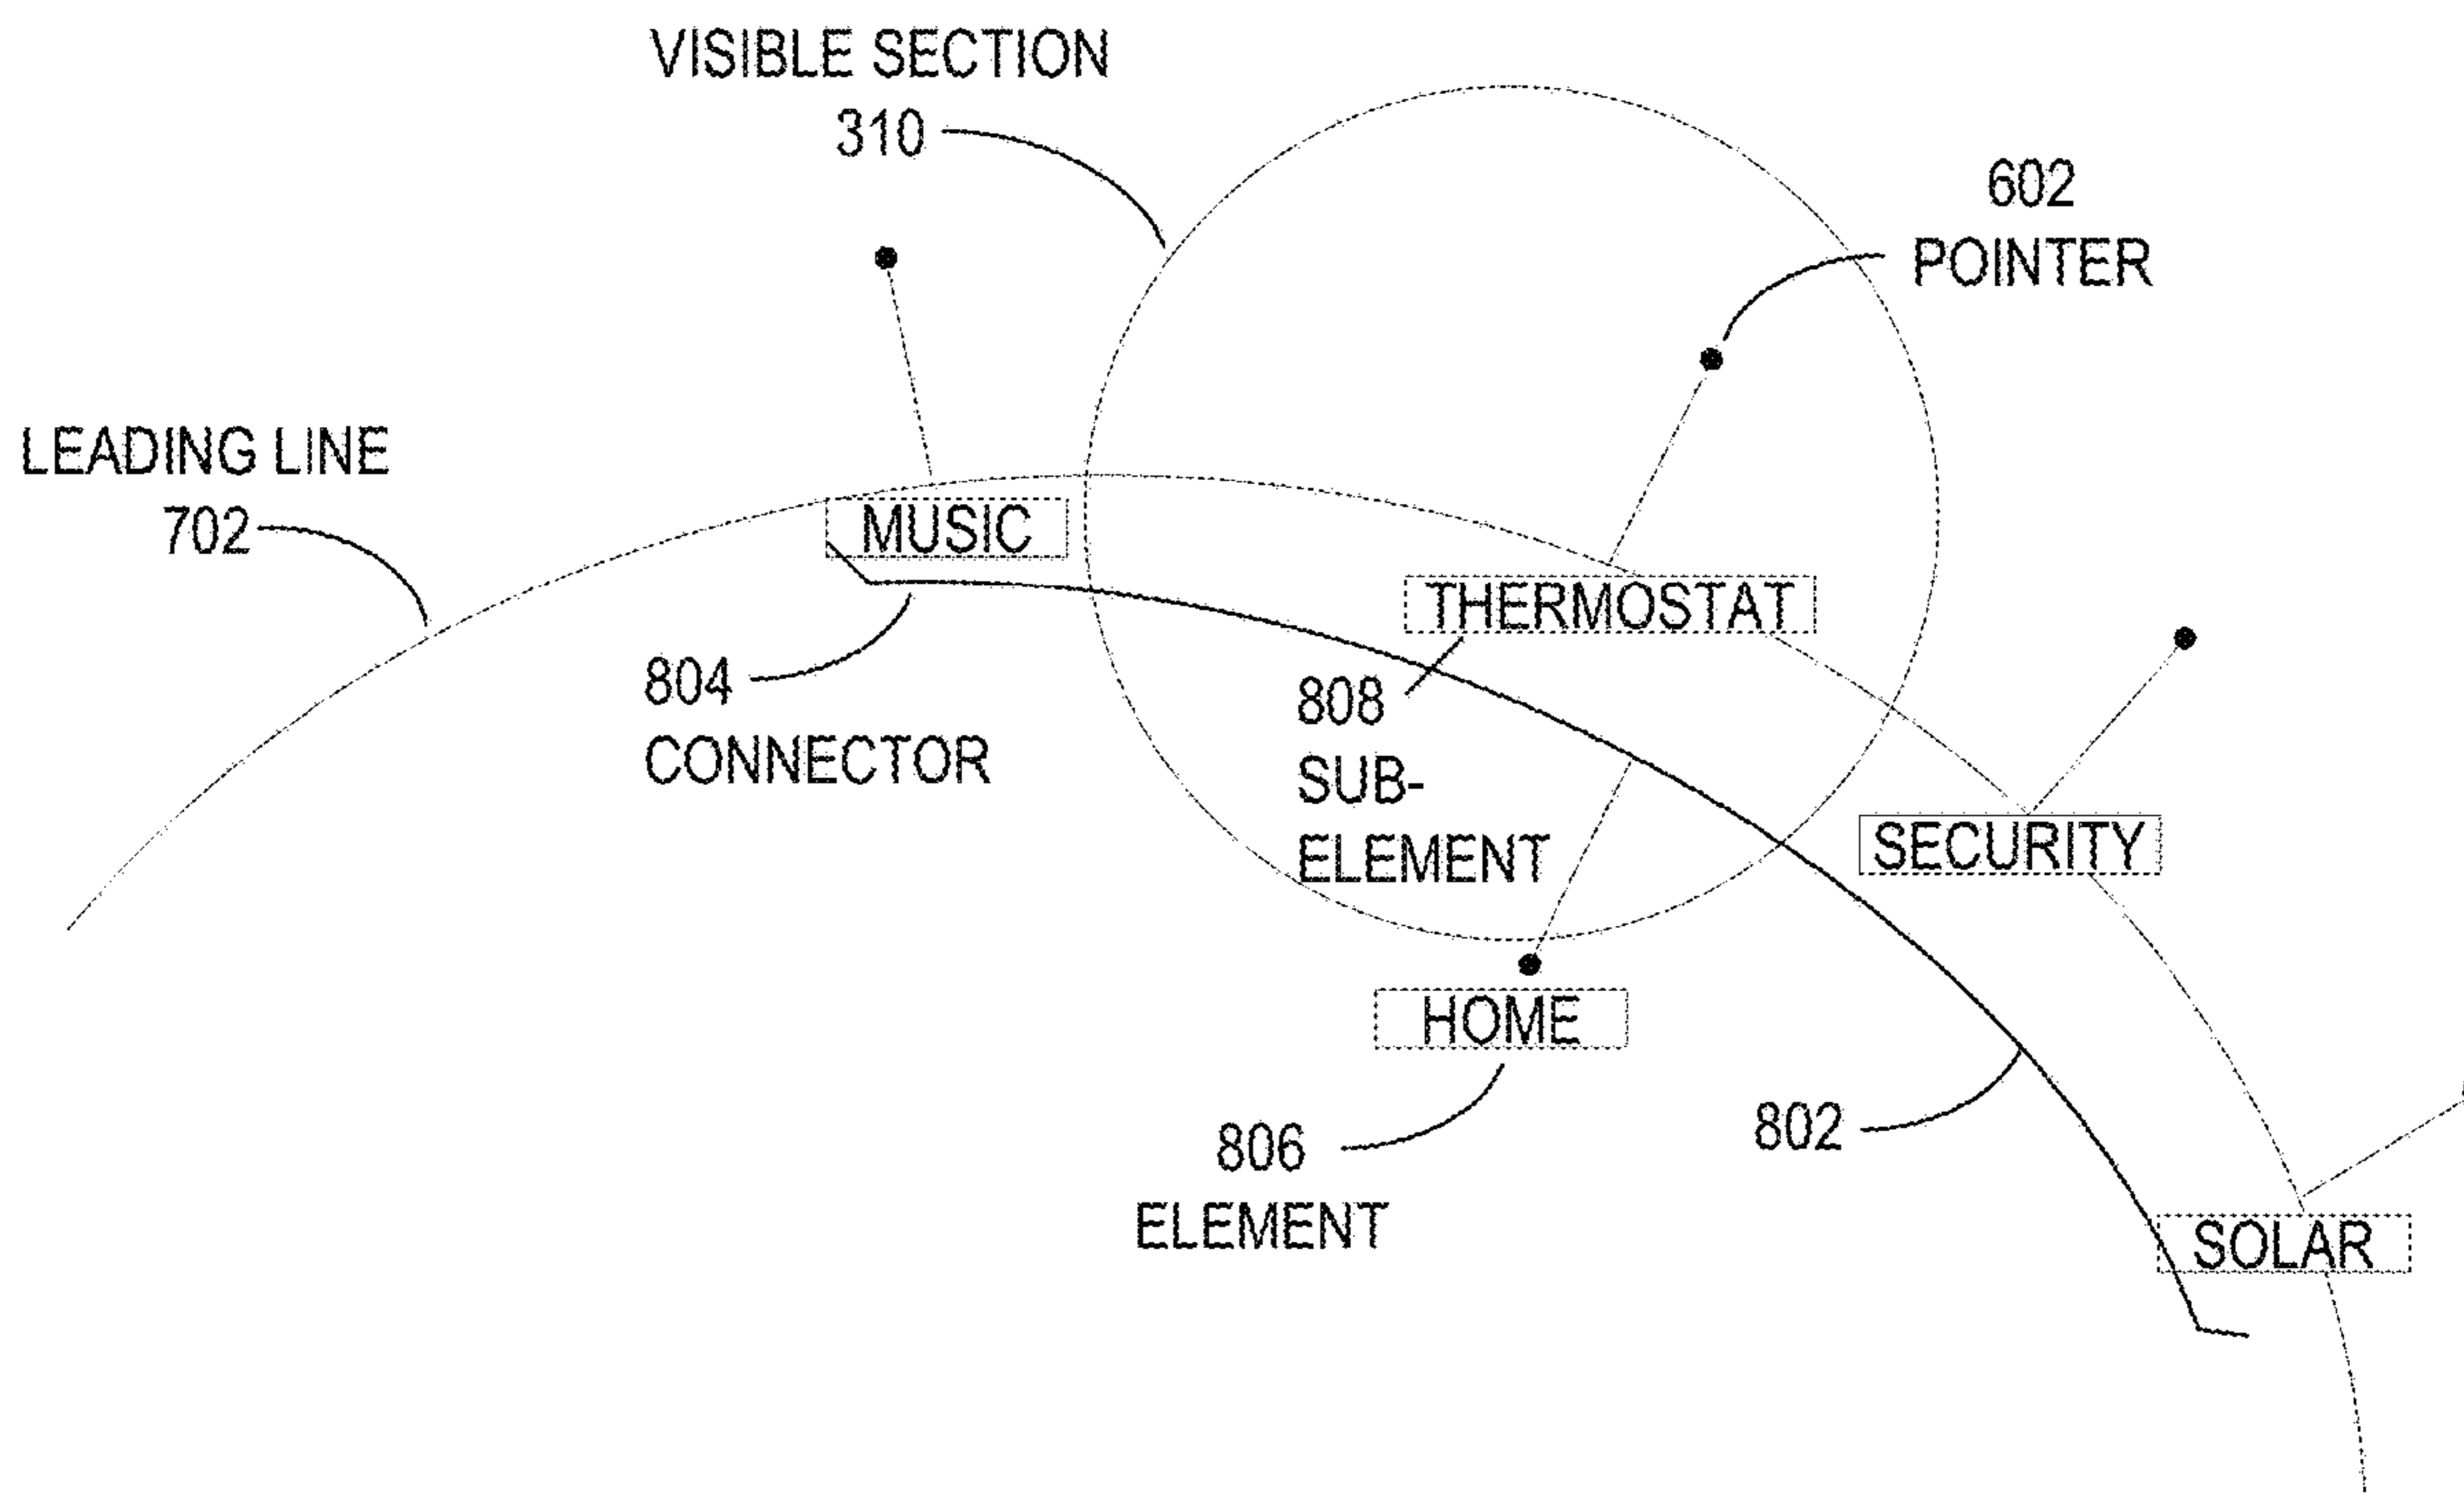 VISIBLE SECTION
310
602
POINTER
LEADING LINE
702
MUSIC
THERMOSTAT
804
CONNECTOR
808
SUB-
ELEMENT
SECURITY
HOME
806
ELEMENT
802
SOLAR